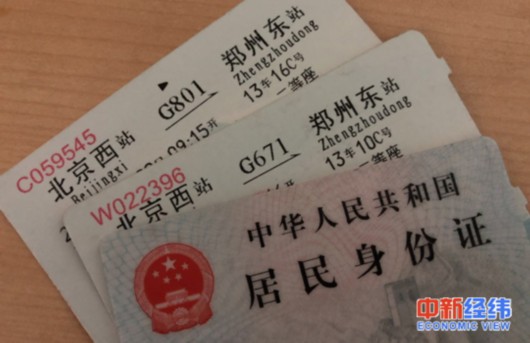 C059545
北京西站
Beijingxi
G801
郑州东站
Zhengzhoudong
09:15开
13车16C号
二等座
W022396
北京西站
G671
郑州东站
Zhengzhoudong
13车10C号
二等座
中华人民共和国
居民身份证
中新经纬
ECONOMIC VIEW